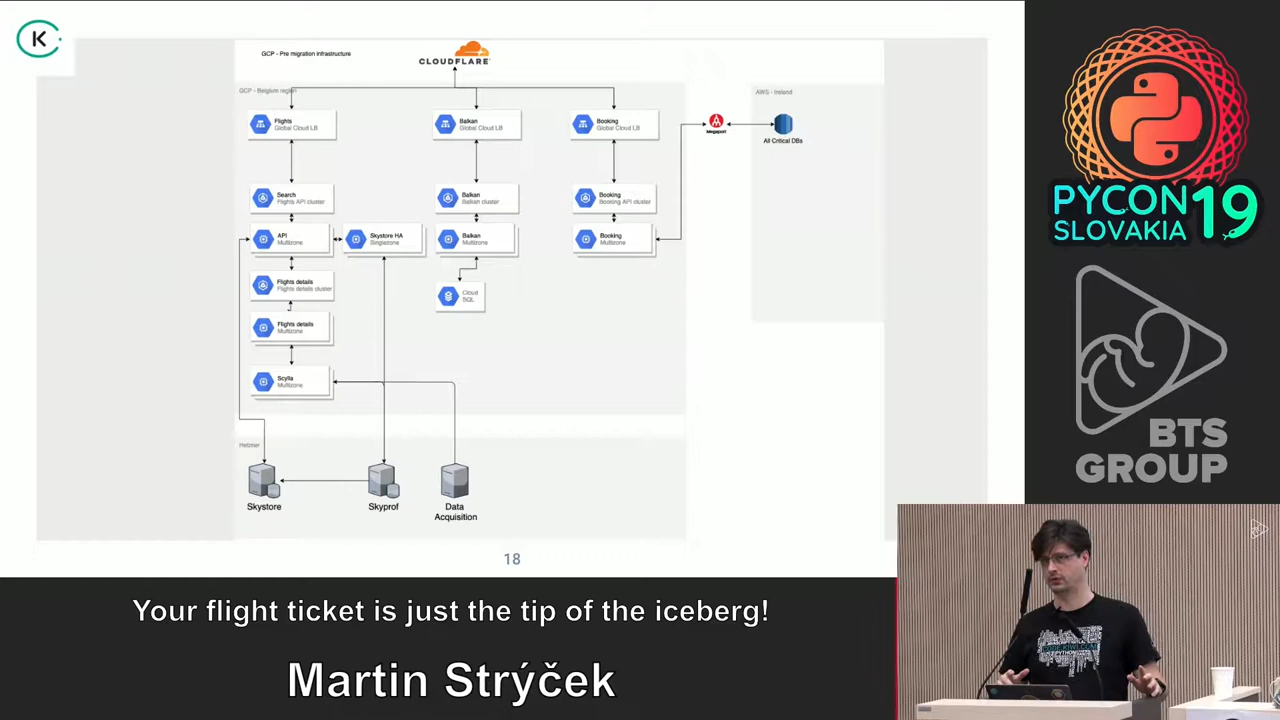 K
GCP - Pre migration infrastructure
CLOUDFLARE
GCP - Belgium region
AWS - Ireland
Flights
Global Cloud LB
Balkan
Global Cloud LB
Booking
Global Cloud LB
Megaport
All Critical DBs
Search
Flights API cluster
Balkan
Balkan cluster
Booking
Booking API cluster
API
Multizone
Skystore HA
Singlezone
Balkan
Multizone
Booking
Multizone
Flights details
Flights details cluster
Cloud
SQL
Flights details
Multizone
Scylla
Multizone
Hetzner
Skystore
Skyprof
Data
Acquisition
18
PYCON
SLOVAKIA
19
BTS
GROUP
CODE.KIWI.COM
Your flight ticket is just the tip of the iceberg!
Martin Strýček